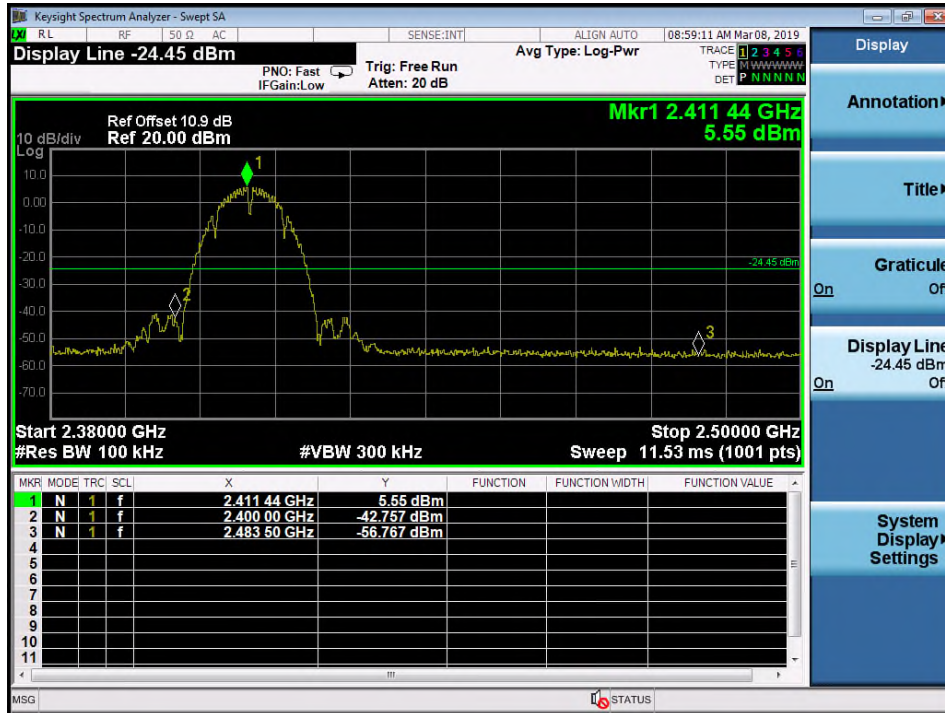 Keysight Spectrum Analyzer - Swept SA
LXI RL RF 50 Ω AC SENSE:INT ALIGN AUTO 08:59:11 AM Mar 08, 2019
Display Line -24.45 dBm
PNO: Fast
IFGain:Low
Trig: Free Run
Atten: 20 dB
Avg Type: Log-Pwr
TRACE 1 2 3 4 5 6
TYPE M WWWWW
DET P N N N N N
Mkr1 2.411 44 GHz
5.55 dBm
Ref Offset 10.9 dB
10 dB/div Ref 20.00 dBm
Log
10.0
0.00
-10.0
-20.0
-30.0
-40.0
-50.0
-60.0
-70.0
1
2
3
-24.45 dBm
Start 2.38000 GHz Stop 2.50000 GHz
#Res BW 100 kHz #VBW 300 kHz Sweep 11.53 ms (1001 pts)
MKR MODE TRC SCL X Y FUNCTION FUNCTION WIDTH FUNCTION VALUE
1 N 1 f 2.411 44 GHz 5.55 dBm
2 N 1 f 2.400 00 GHz -42.757 dBm
3 N 1 f 2.483 50 GHz -56.767 dBm
4
5
6
7
8
9
10
11
MSG STATUS
Display
Annotation
Title
Graticule
On Of
Display Line
-24.45 dBm
On Of
System
Display
Settings